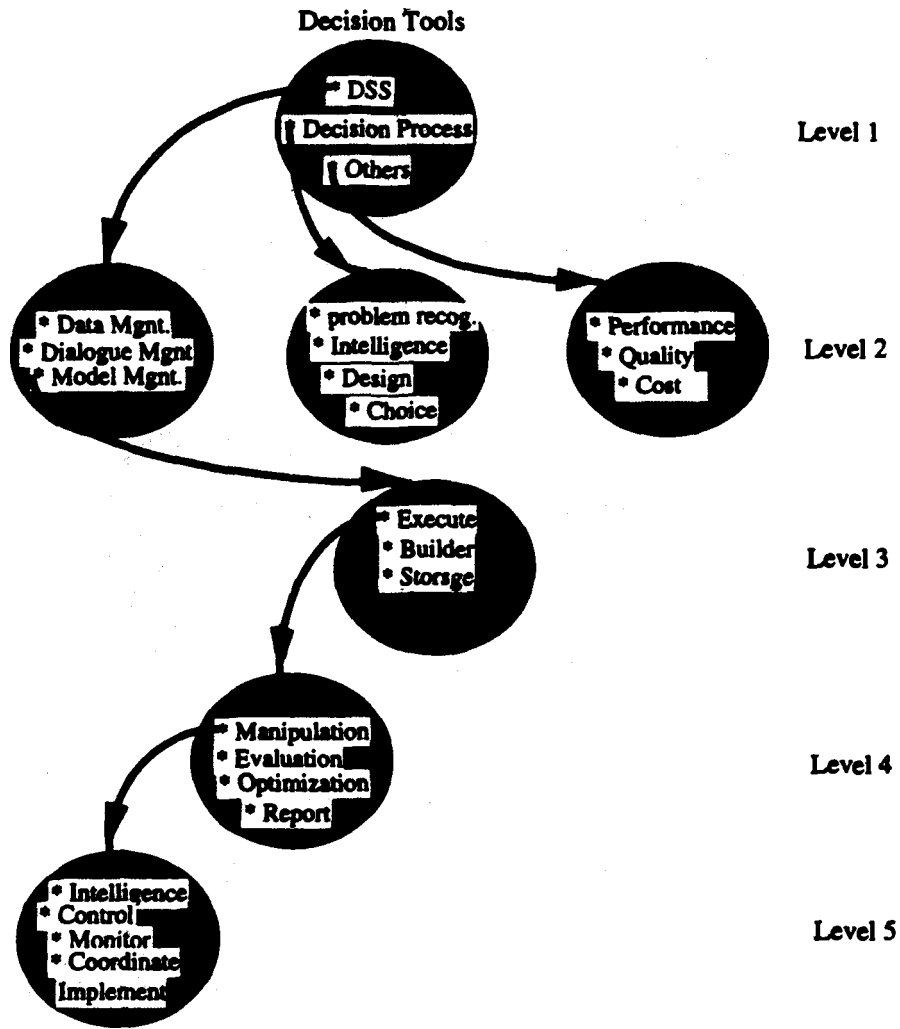 Decision Tools
* DSS
* Decision Process
* Others
Level 1
* Data Mgnt.
* Dialogue Mgnt
* Model Mgnt.
* problem recog.
* Intelligence
* Design
* Choice
* Performance
* Quality
* Cost
Level 2
* Execute
* Builder
* Storsge
Level 3
* Manipulation
* Evaluation
* Optimization
* Report
Level 4
* Intelligence
* Control
* Monitor
* Coordinate
Implement
Level 5